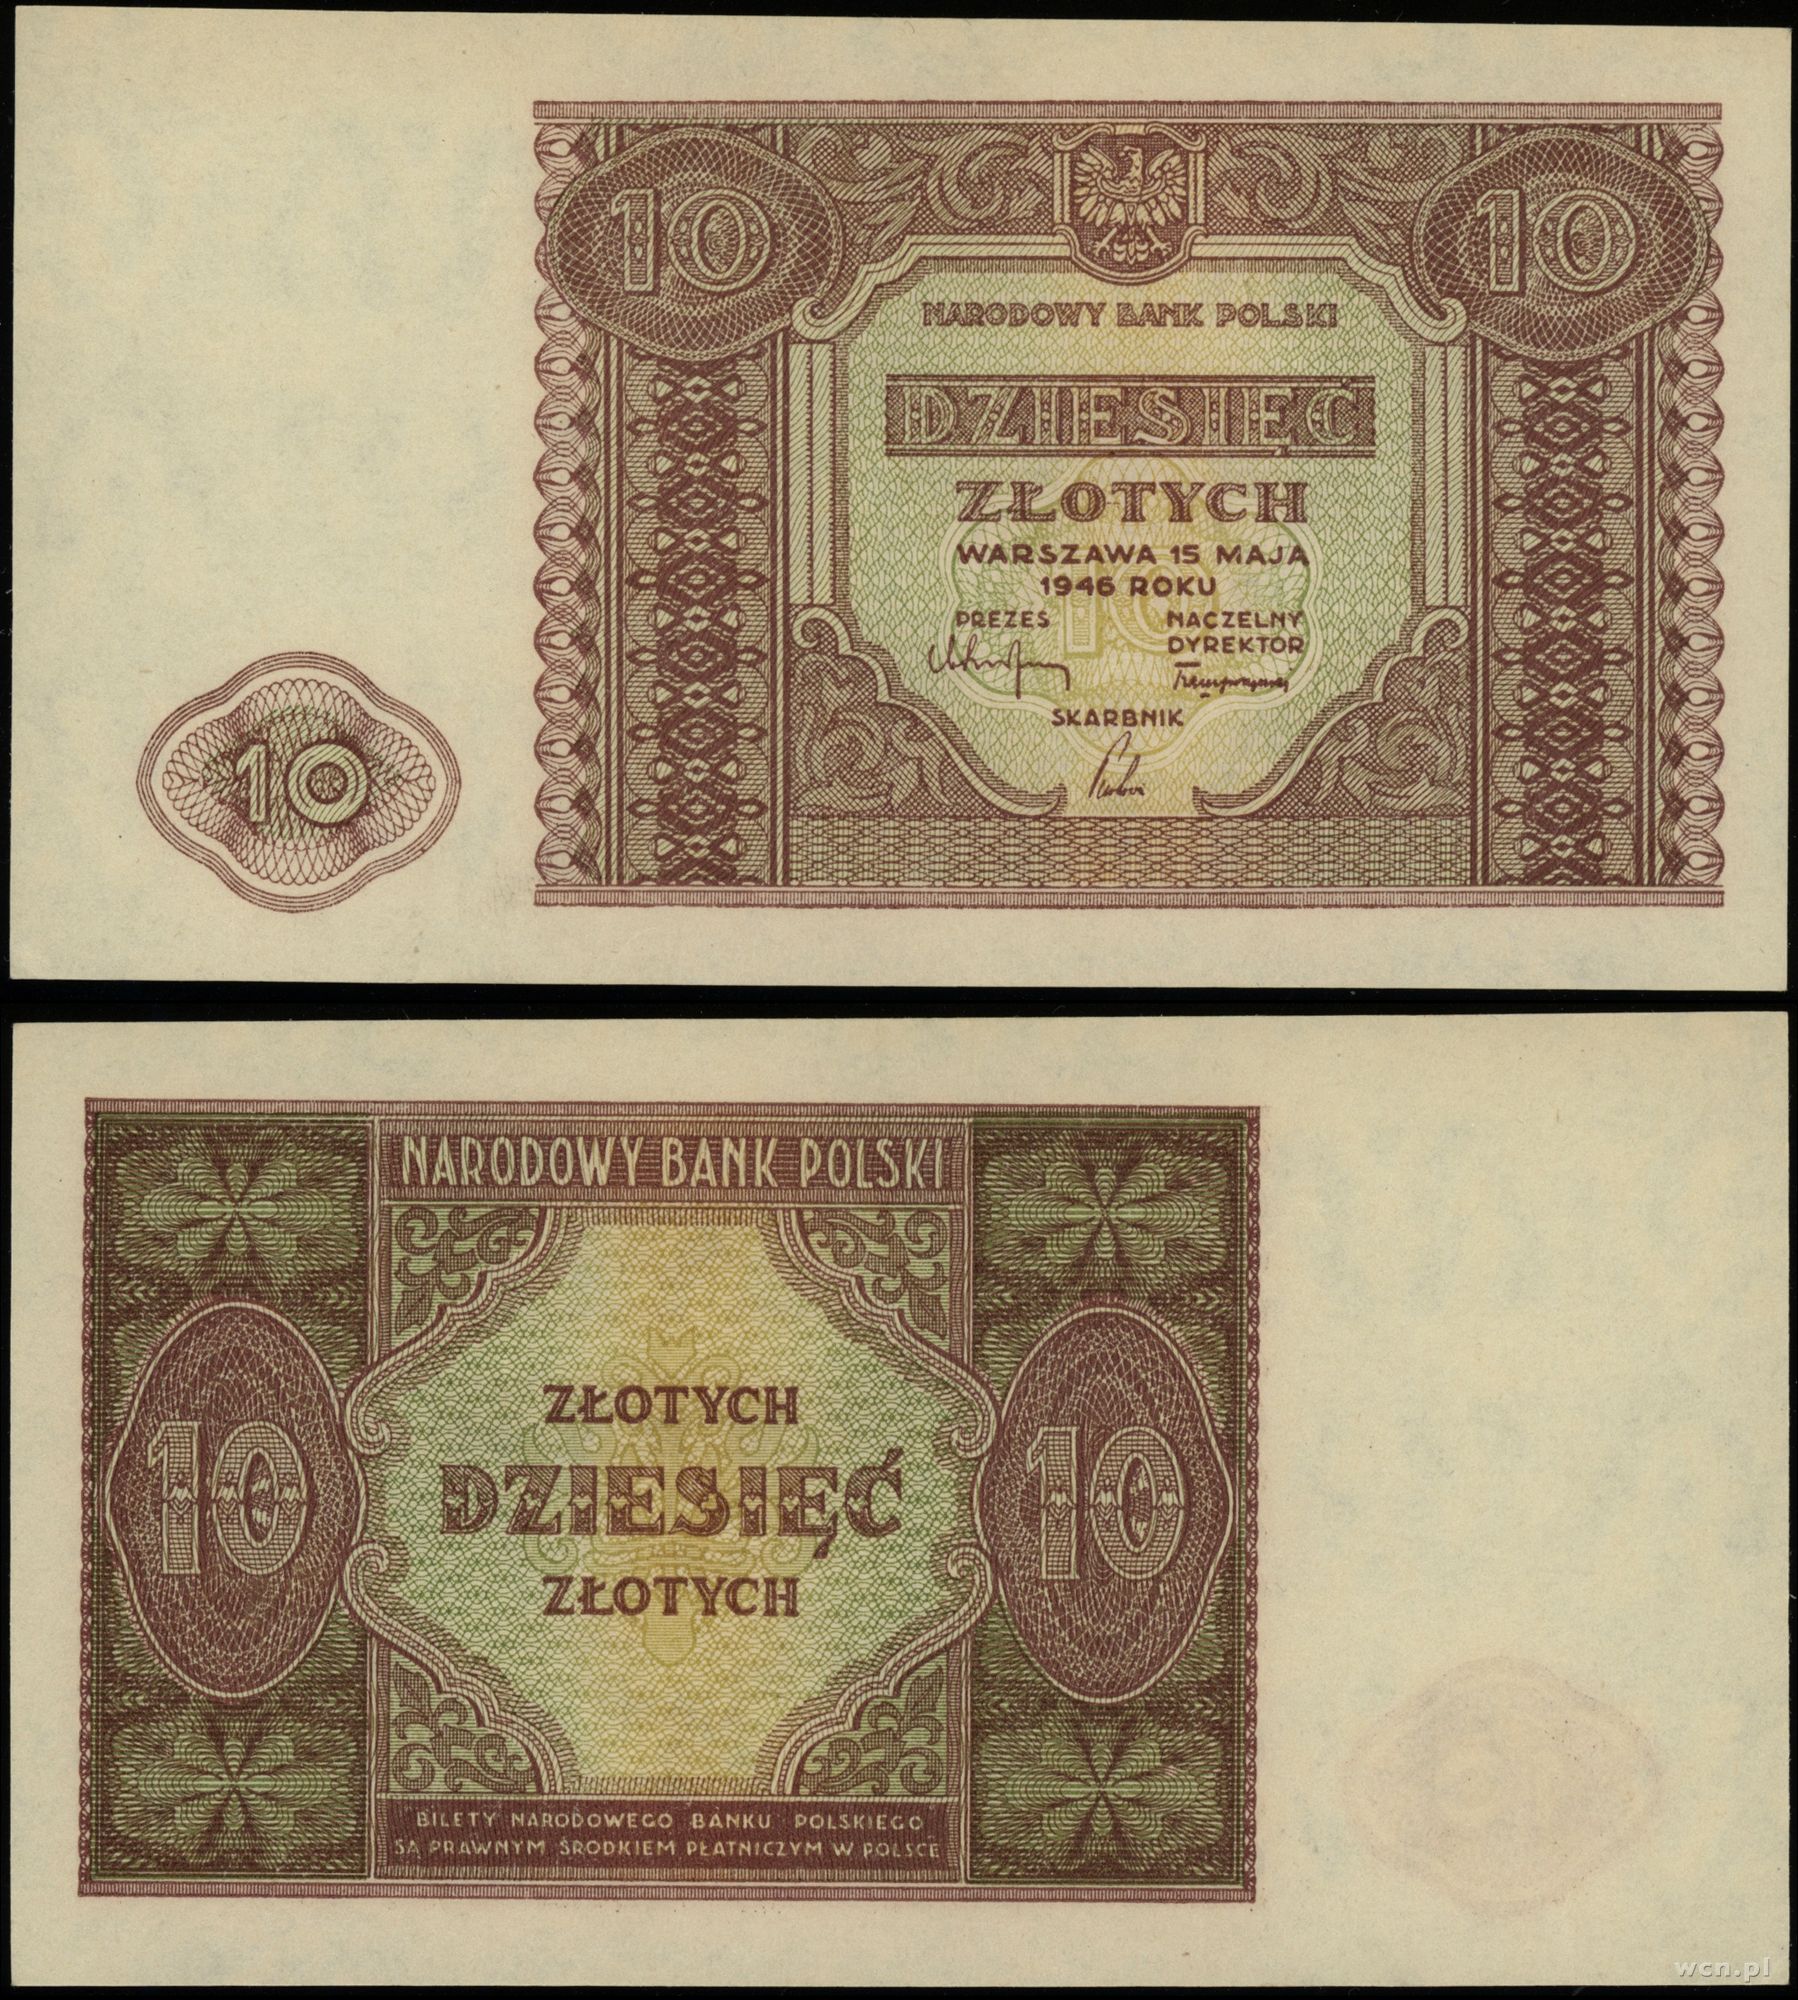 10
10
NARODOWY BANK POLSKI
DZIESIĘĆ
ZŁOTYCH
WARSZAWA 15 MAJA
1946 ROKU
PREZES
NACZELNY
DYREKTOR
SKARBNIK
10
10
NARODOWY BANK POLSKI
ZŁOTYCH
DZIESIĘĆ
ZŁOTYCH
10
10
BILETY NARODOWEGO BANKU POLSKIEGO
SĄ PRAWNYM ŚRODKIEM PŁATNICZYM W POLSCE
wcn.pl